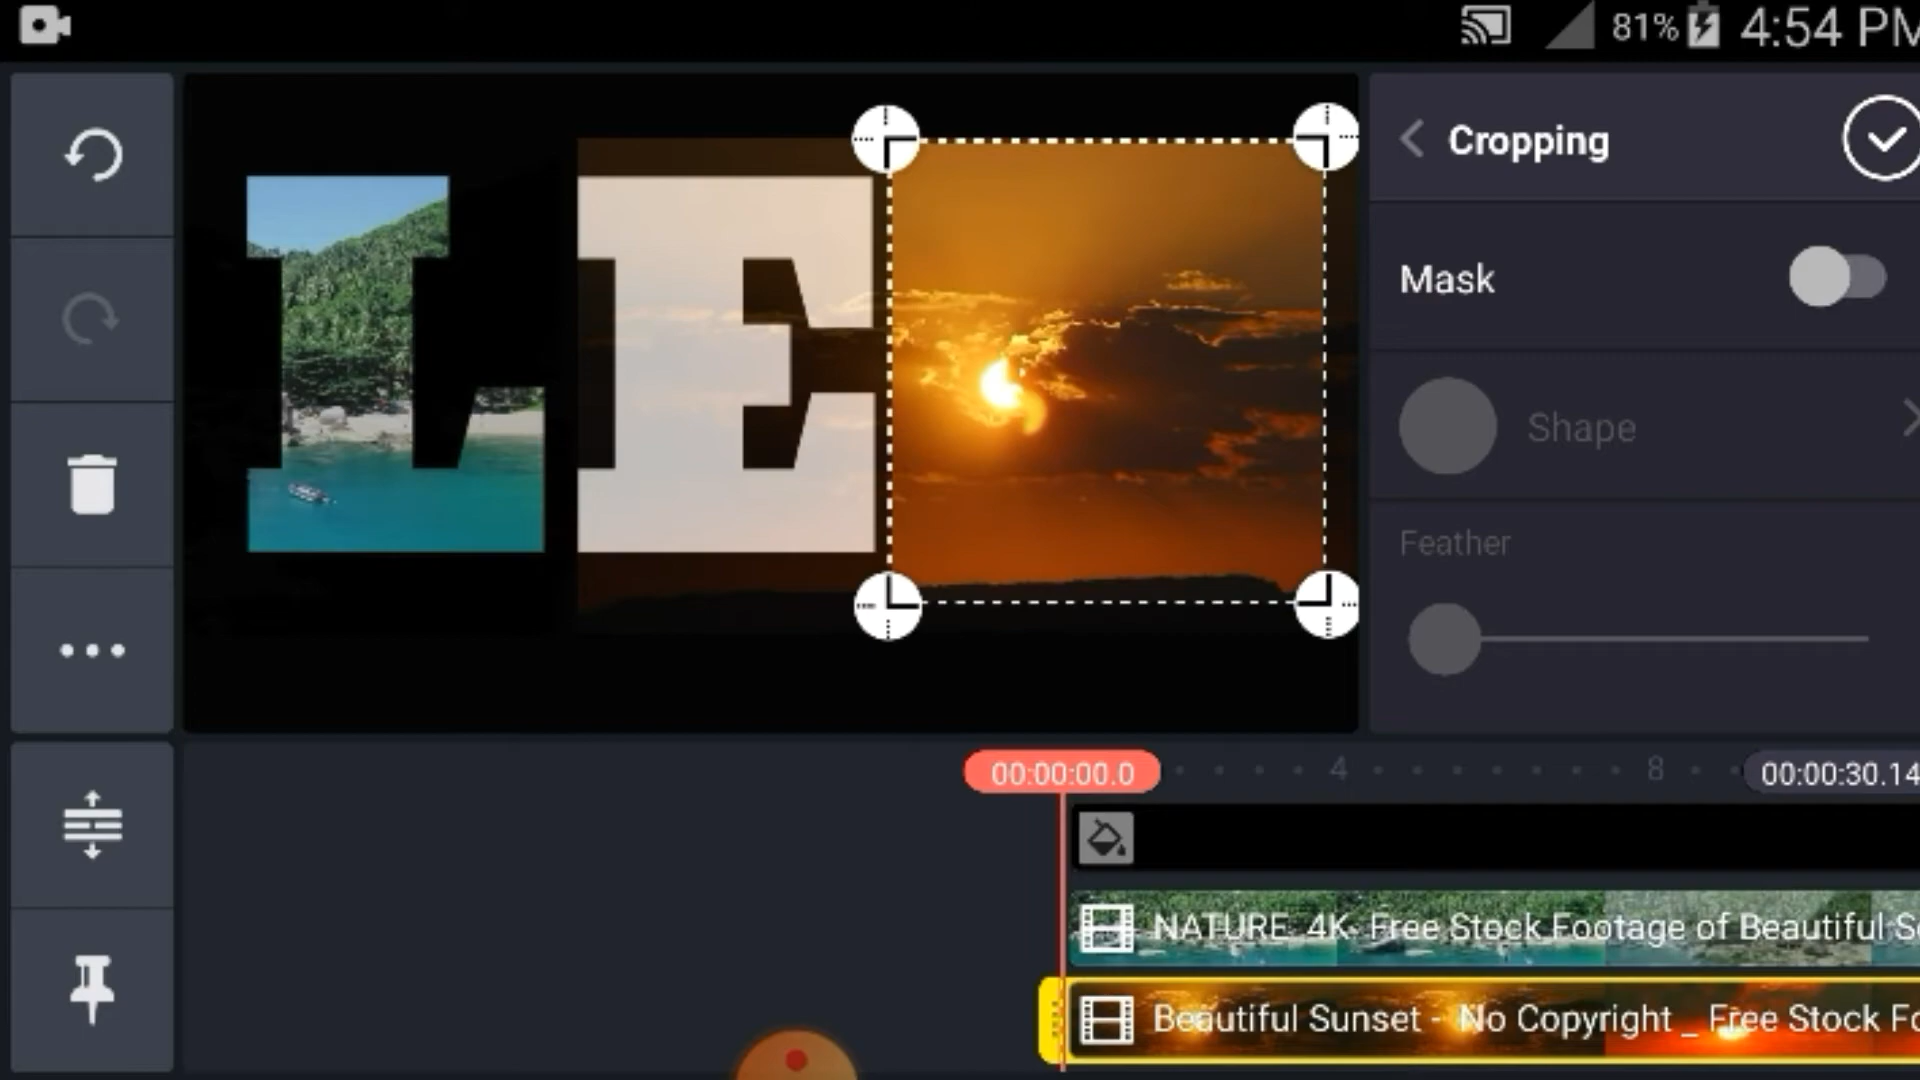 81% 4:54 PM
LE
Cropping
Mask
Shape
Feather
00:00:00.0 4 8 00:00:30.14
NATURE 4K- Free Stock Footage of Beautiful
Beautiful Sunset - No Copyright _ Free Stock